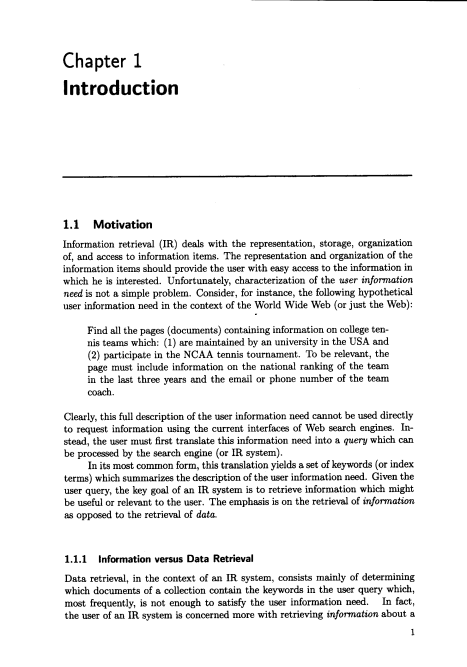 Chapter 1
Introduction
1.1 Motivation
Information retrieval (IR) deals with the representation, storage, organization
of, and access to information items. The representation and organization of the
information items should provide the user with easy access to the information in
which he is interested. Unfortunately, characterization of the user information
need is not a simple problem. Consider, for instance, the following hypothetical
user information need in the context of the World Wide Web (or just the Web):
Find all the pages (documents) containing information on college ten-
nis teams which: (1) are maintained by an university in the USA and
(2) participate in the NCAA tennis tournament. To be relevant, the
page must include information on the national ranking of the team
in the last three years and the email or phone number of the team
coach.
Clearly, this full description of the user information need cannot be used directly
to request information using the current interfaces of Web search engines. In-
stead, the user must first translate this information need into a query which can
be processed by the search engine (or IR system).
In its most common form, this translation yields a set of keywords (or index
terms) which summarizes the description of the user information need. Given the
user query, the key goal of an IR system is to retrieve information which might
be useful or relevant to the user. The emphasis is on the retrieval of information
as opposed to the retrieval of data.
1.1.1 Information versus Data Retrieval
Data retrieval, in the context of an IR system, consists mainly of determining
which documents of a collection contain the keywords in the user query which,
most frequently, is not enough to satisfy the user information need. In fact,
the user of an IR system is concerned more with retrieving information about a
1